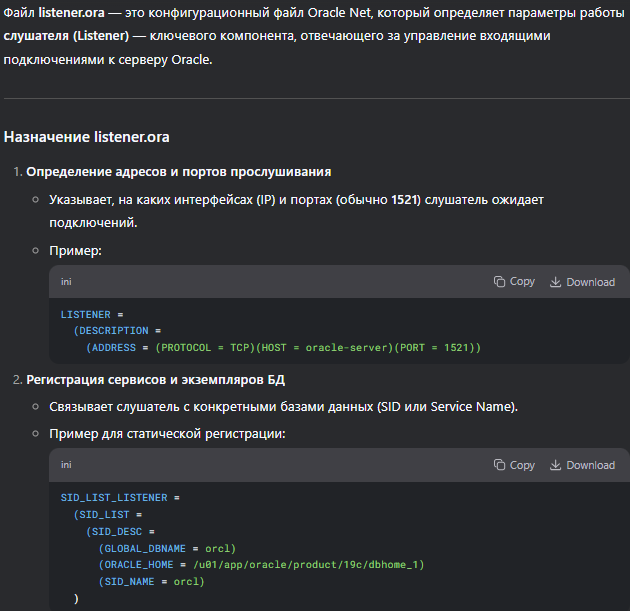 Файл listener.ora — это конфигурационный файл Oracle Net, который определяет параметры работы
слушателя (Listener) — ключевого компонента, отвечающего за управление входящими
подключениями к серверу Oracle.
Назначение listener.ora
1. Определение адресов и портов прослушивания
Указывает, на каких интерфейсах (IP) и портах (обычно 1521) слушатель ожидает
подключений.
Пример:
ini Copy Download
LISTENER =
(DESCRIPTION =
(ADDRESS = (PROTOCOL = TCP)(HOST = oracle-server)(PORT = 1521))
2. Регистрация сервисов и экземпляров БД
Связывает слушатель с конкретными базами данных (SID или Service Name).
Пример для статической регистрации:
ini Copy Download
SID_LIST_LISTENER =
(SID_LIST =
(SID_DESC =
(GLOBAL_DBNAME = orcl)
(ORACLE_HOME = /u01/app/oracle/product/19c/dbhome_1)
(SID_NAME = orcl)
)